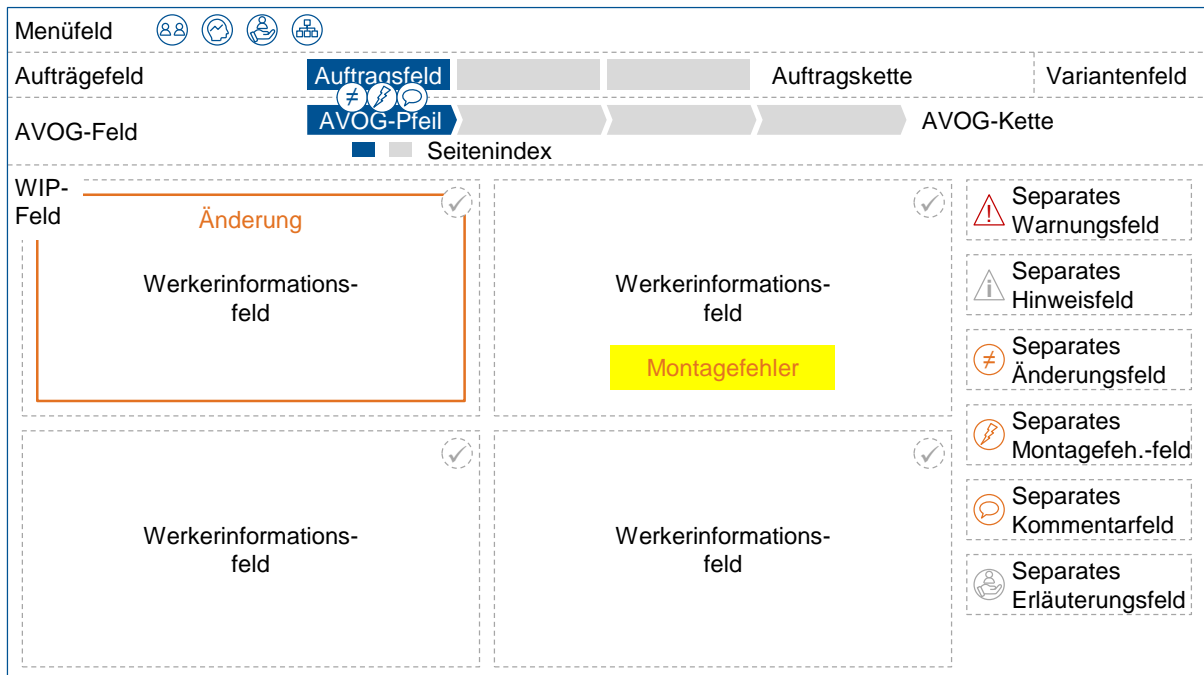 Menüfeld
Aufträgefeld
Auftragsfeld
Auftragskette
Variantenfeld
≠
AVOG-Feld
AVOG-Pfeil
AVOG-Kette
Seitenindex
WIP-
Feld
Änderung
Werkerinformations-
feld
Werkerinformations-
feld
Montagefehler
Werkerinformations-
feld
Werkerinformations-
feld
!
Separates
Warnungsfeld
i
Separates
Hinweisfeld
≠
Separates
Änderungsfeld
Separates
Montagefeh.-feld
Separates
Kommentarfeld
Separates
Erläuterungsfeld